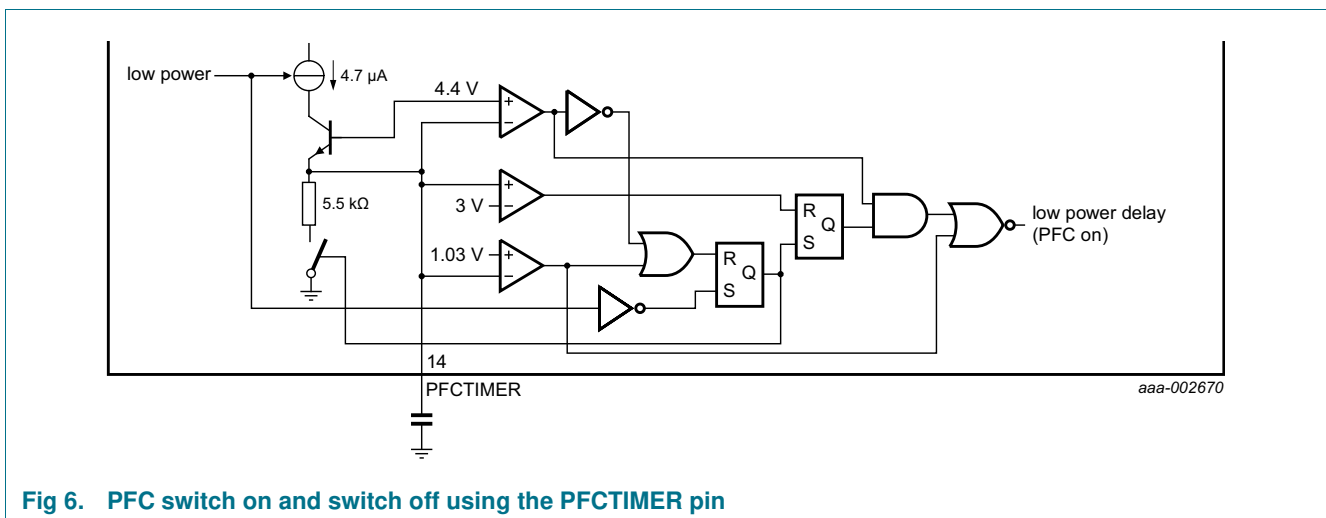 low power
4.7 µA
4.4 V
+
−
5.5 kΩ
+
3 V −
R
Q
S
low power delay
(PFC on)
1.03 V +
−
R
Q
S
14
PFCTIMER
aaa-002670
Fig 6. PFC switch on and switch off using the PFCTIMER pin